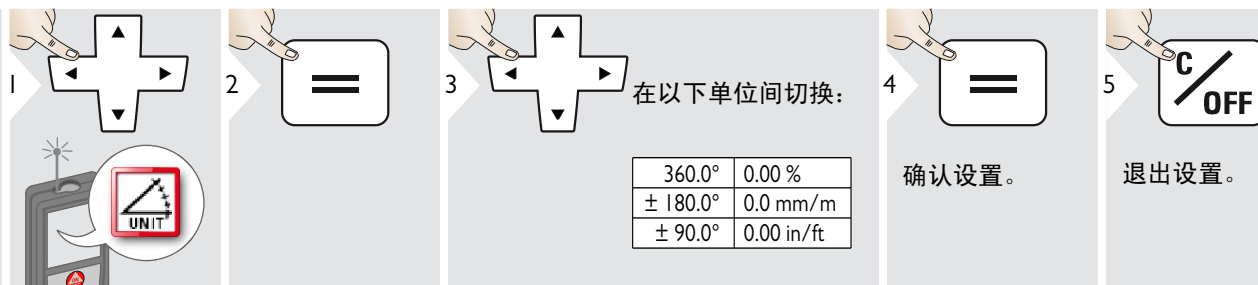 1
UNIT
ON
2
=
3
在以下单位间切换：
360.0° 0.00 %
± 180.0° 0.0 mm/m
± 90.0° 0.00 in/ft
4
=
确认设置。
5
C/OFF
退出设置。